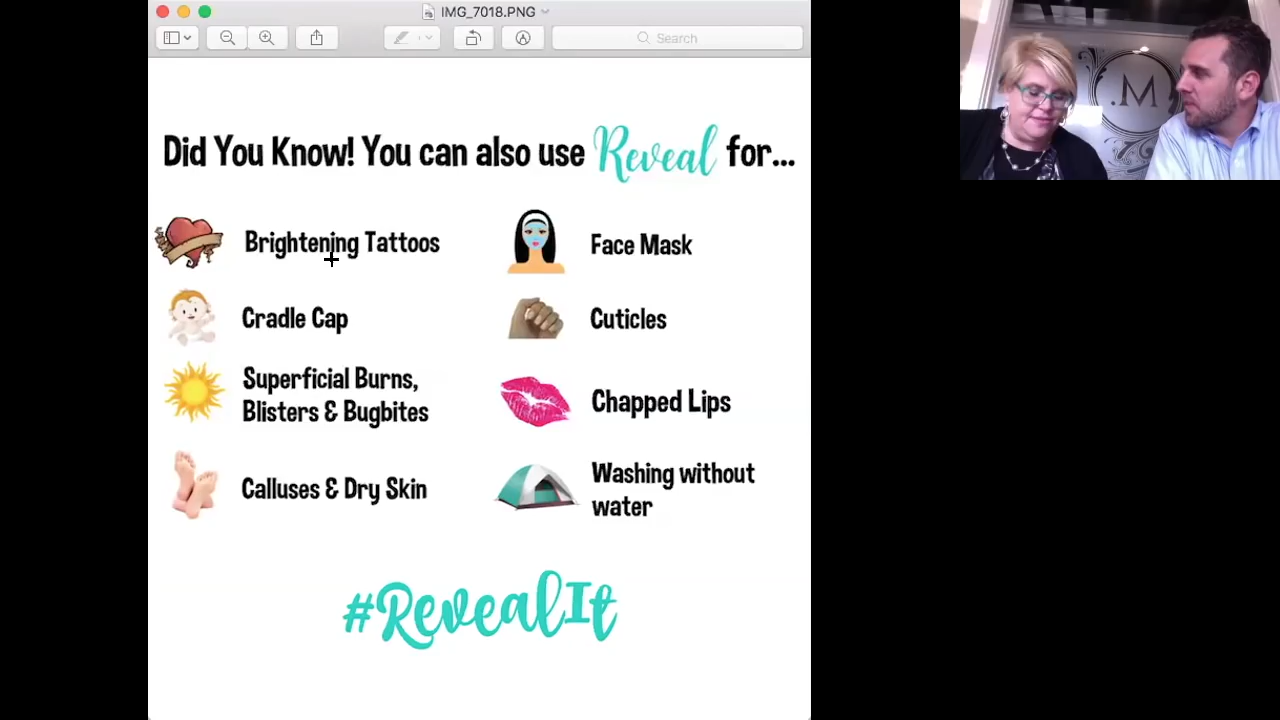 IMG_7018.PNG
Search
Did You Know! You can also use Reveal for...
Brightening Tattoos
Face Mask
Cradle Cap
Cuticles
Superficial Burns,
Blisters & Bugbites
Chapped Lips
Calluses & Dry Skin
Washing without
water
#RevealIt
.M.